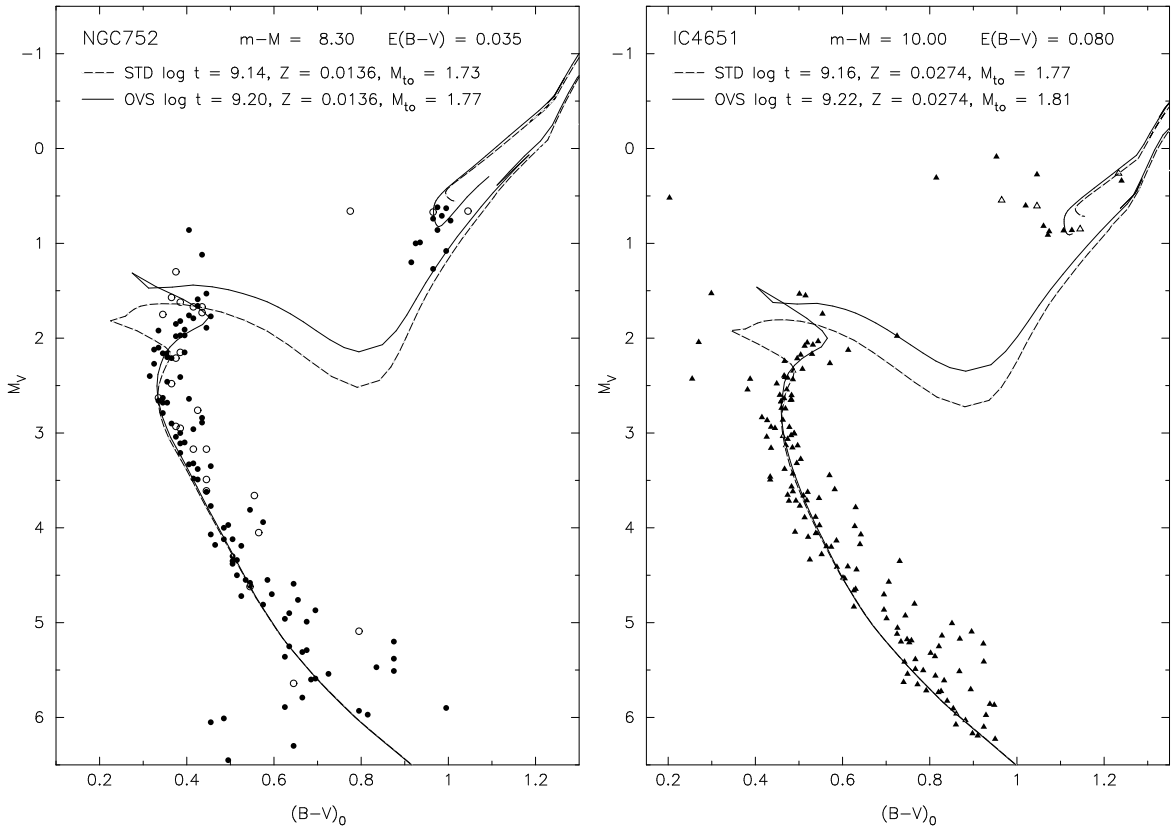 NGC752 m−M = 8.30 E(B−V) = 0.035
STD log t = 9.14, Z = 0.0136, M_to = 1.73
OVS log t = 9.20, Z = 0.0136, M_to = 1.77
−1
0
1
2
3
4
5
6
M_V
0.2 0.4 0.6 0.8 1 1.2
(B−V)_0
IC4651 m−M = 10.00 E(B−V) = 0.080
STD log t = 9.16, Z = 0.0274, M_to = 1.77
OVS log t = 9.22, Z = 0.0274, M_to = 1.81
−1
0
1
2
3
4
5
6
M_V
0.2 0.4 0.6 0.8 1 1.2
(B−V)_0